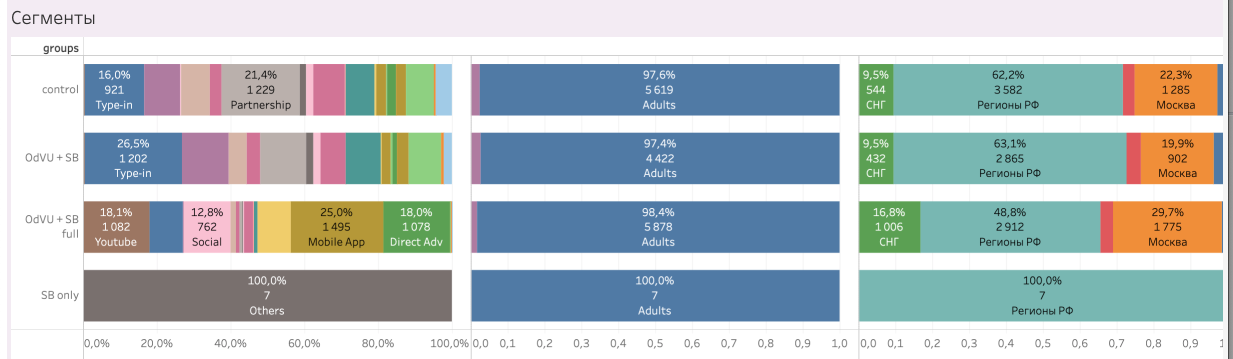 Сегменты
groups
control
16,0%
921
Type-in
21,4%
1 229
Partnership
97,6%
5 619
Adults
9,5%
544
СНГ
62,2%
3 582
Регионы РФ
22,3%
1 285
Москва
OdVU + SB
26,5%
1 202
Type-in
97,4%
4 422
Adults
9,5%
432
СНГ
63,1%
2 865
Регионы РФ
19,9%
902
Москва
OdVU + SB
full
18,1%
1 082
Youtube
12,8%
762
Social
25,0%
1 495
Mobile App
18,0%
1 078
Direct Adv
98,4%
5 878
Adults
16,8%
1 006
СНГ
48,8%
2 912
Регионы РФ
29,7%
1 775
Москва
SB only
100,0%
7
Others
100,0%
7
Adults
100,0%
7
Регионы РФ
0,0% 20,0% 40,0% 60,0% 80,0% 100,0% 0,0 0,1 0,2 0,3 0,4 0,5 0,6 0,7 0,8 0,9 1,0 0,0 0,1 0,2 0,3 0,4 0,5 0,6 0,7 0,8 0,9